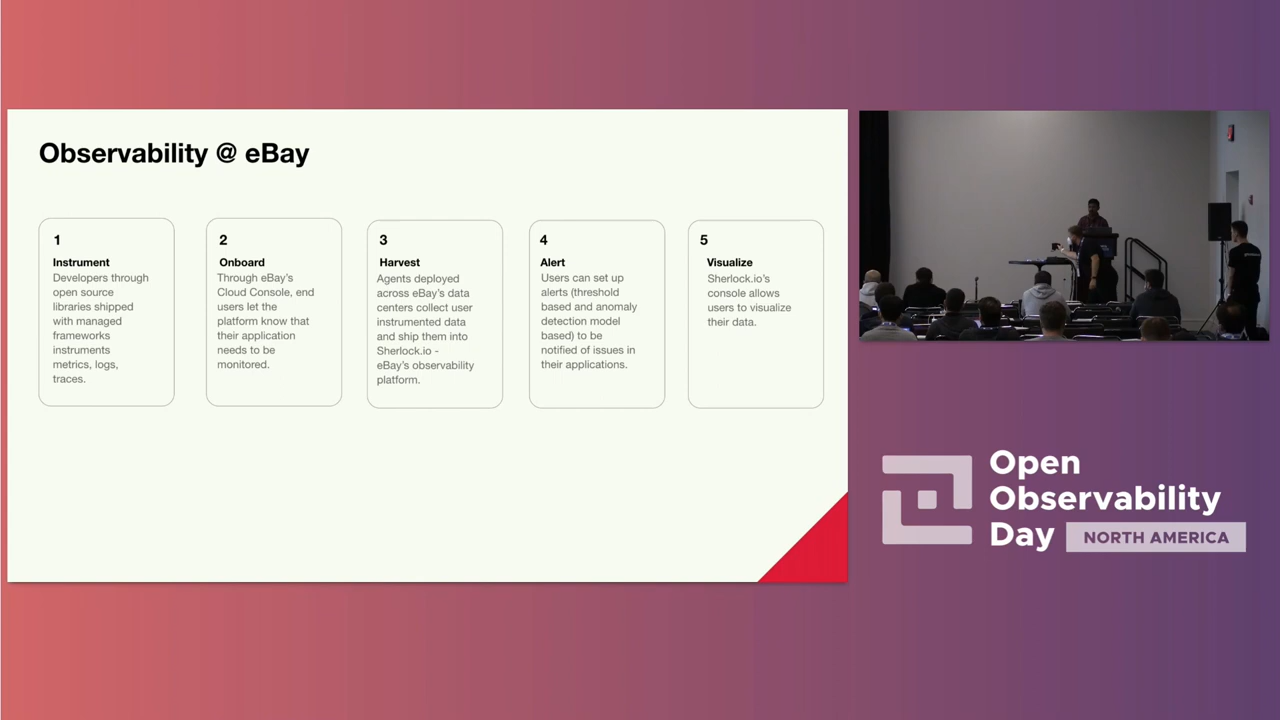 Observability @ eBay
1
Instrument
Developers through
open source
libraries shipped
with managed
frameworks
instruments
metrics, logs,
traces.
2
Onboard
Through eBay's
Cloud Console, end
users let the
platform know that
their application
needs to be
monitored.
3
Harvest
Agents deployed
across eBay's data
centers collect user
instrumented data
and ship them into
Sherlock.io -
eBay's observability
platform.
4
Alert
Users can set up
alerts (threshold
based and anomaly
detection model
based) to be
notified of issues in
their applications.
5
Visualize
Sherlock.io's
console allows
users to visualize
their data.
Open
Observability
Day
NORTH AMERICA